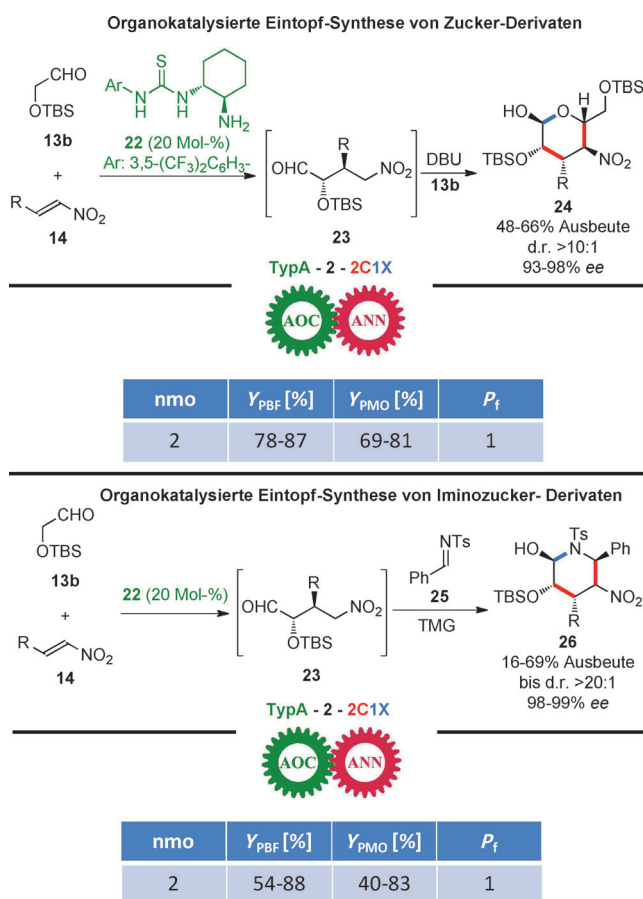 Organokatalysierte Eintopf-Synthese von Zucker-Derivaten
CHO
OTBS
13b
+
R
NO2
14
S
Ar
N
H
N
H
NH2
22 (20 Mol-%)
Ar: 3,5-(CF3)2C6H3-
R
OHC
NO2
OTBS
23
DBU
13b
OTBS
H
HO
O
TBSO
NO2
R
24
48-66% Ausbeute
d.r. >10:1
93-98% ee
TypA - 2 - 2C1X
AOC ANN
nmo YPBF [%] YPMO [%] Pf
2 78-87 69-81 1
Organokatalysierte Eintopf-Synthese von Iminozucker- Derivaten
CHO
OTBS
13b
+
R
NO2
14
22 (20 Mol-%)
R
OHC
NO2
OTBS
23
NTs
Ph
25
TMG
Ts
HO
N
Ph
TBSO
NO2
R
26
16-69% Ausbeute
bis d.r. >20:1
98-99% ee
TypA - 2 - 2C1X
AOC ANN
nmo YPBF [%] YPMO [%] Pf
2 54-88 40-83 1